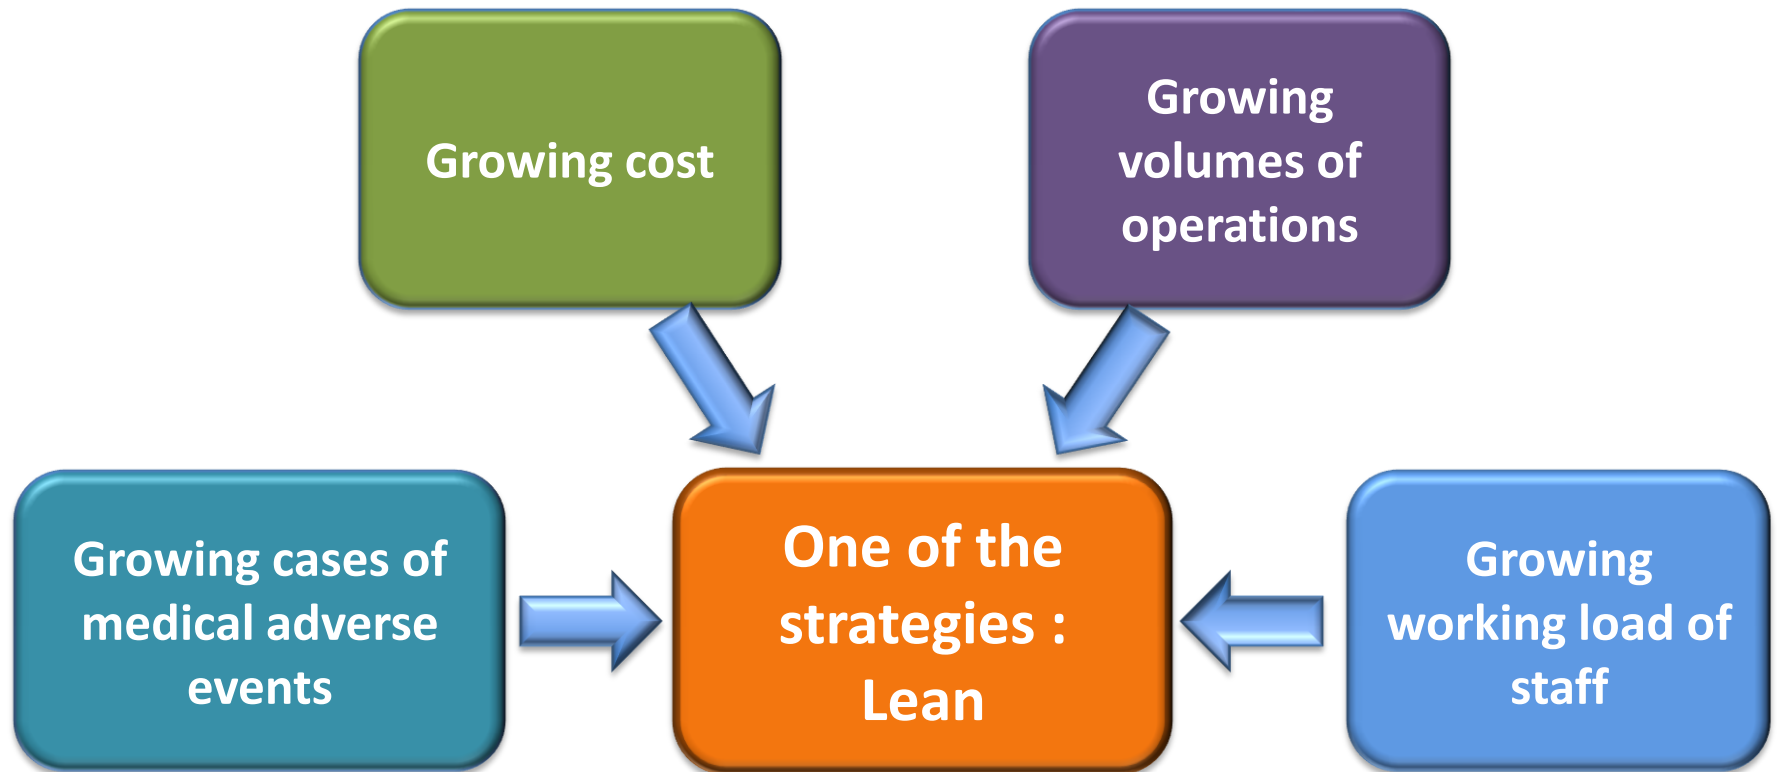 Growing cost
Growing
volumes of
operations
Growing cases of
medical adverse
events
One of the
strategies :
Lean
Growing
working load of
staff